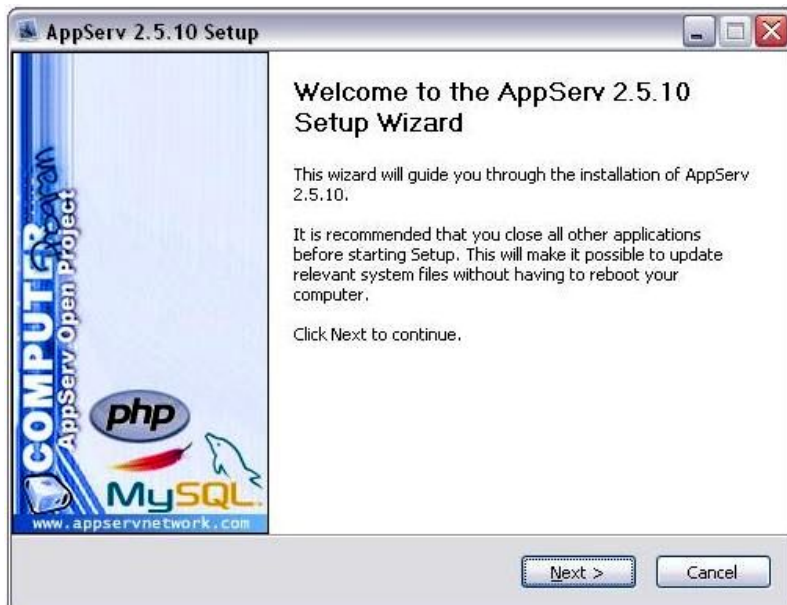 AppServ 2.5.10 Setup
COMPUTER
Program
AppServ Open Project
php
MySQL
www.appservnetwork.com
Welcome to the AppServ 2.5.10
Setup Wizard
This wizard will guide you through the installation of AppServ
2.5.10.
It is recommended that you close all other applications
before starting Setup. This will make it possible to update
relevant system files without having to reboot your
computer.
Click Next to continue.
Next >
Cancel